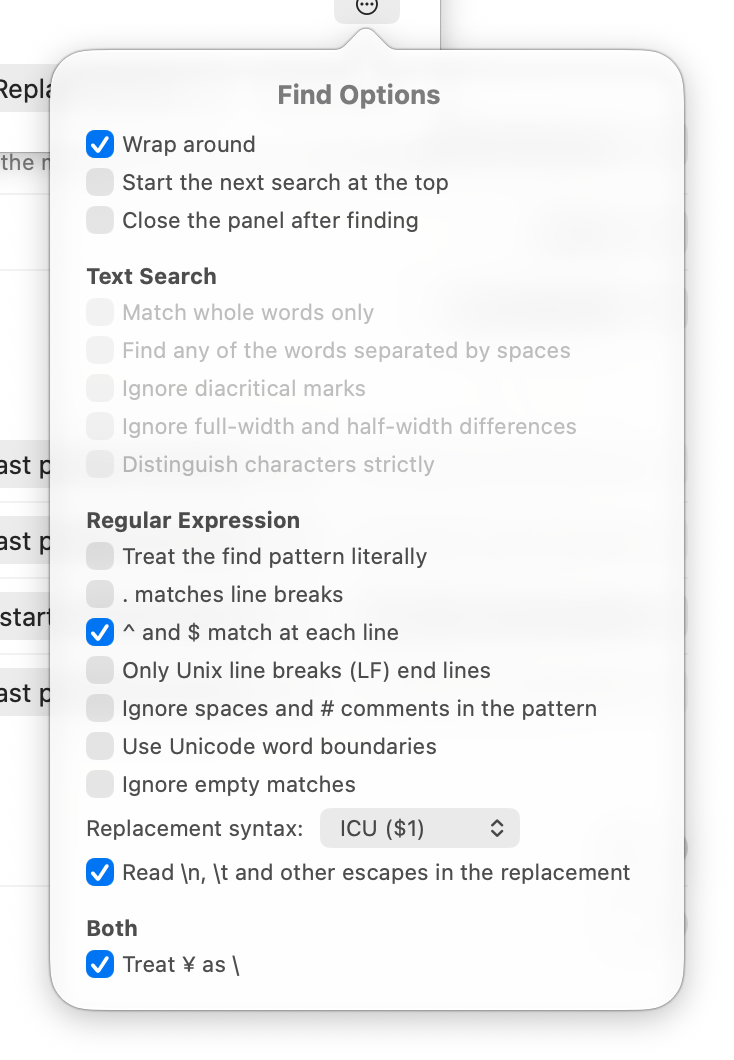 Repla
the m
Find Options
Wrap around
Start the next search at the top
Close the panel after finding
Text Search
Match whole words only
Find any of the words separated by spaces
Ignore diacritical marks
Ignore full-width and half-width differences
ast p
Distinguish characters strictly
Regular Expression
ast p
Treat the find pattern literally
. matches line breaks
start
^ and $ match at each line
Only Unix line breaks (LF) end lines
ast p
Ignore spaces and # comments in the pattern
Use Unicode word boundaries
Ignore empty matches
Replacement syntax: ICU ($1)
Read \n, \t and other escapes in the replacement
Both
Treat ¥ as \